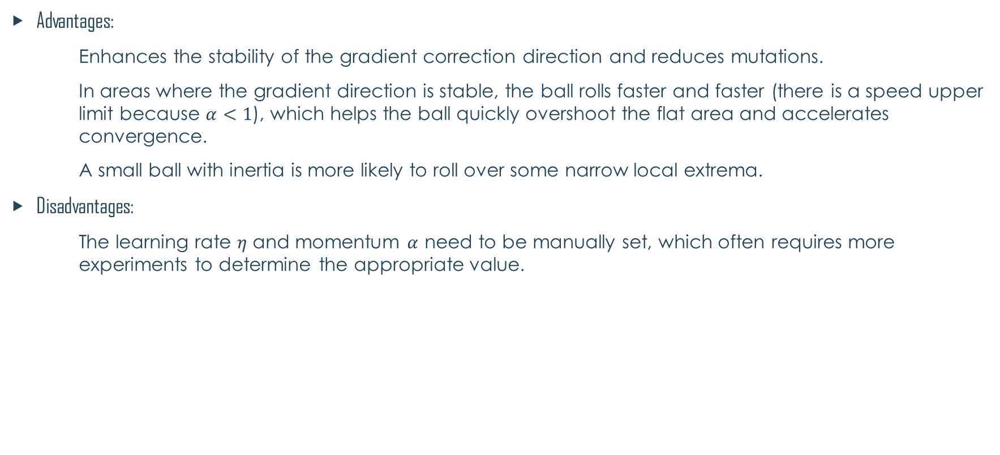 Advantages:
Enhances the stability of the gradient correction direction and reduces mutations.
In areas where the gradient direction is stable, the ball rolls faster and faster (there is a speed upper
limit because α < 1), which helps the ball quickly overshoot the flat area and accelerates
convergence.
A small ball with inertia is more likely to roll over some narrow local extrema.
Disadvantages:
The learning rate η and momentum α need to be manually set, which often requires more
experiments to determine the appropriate value.